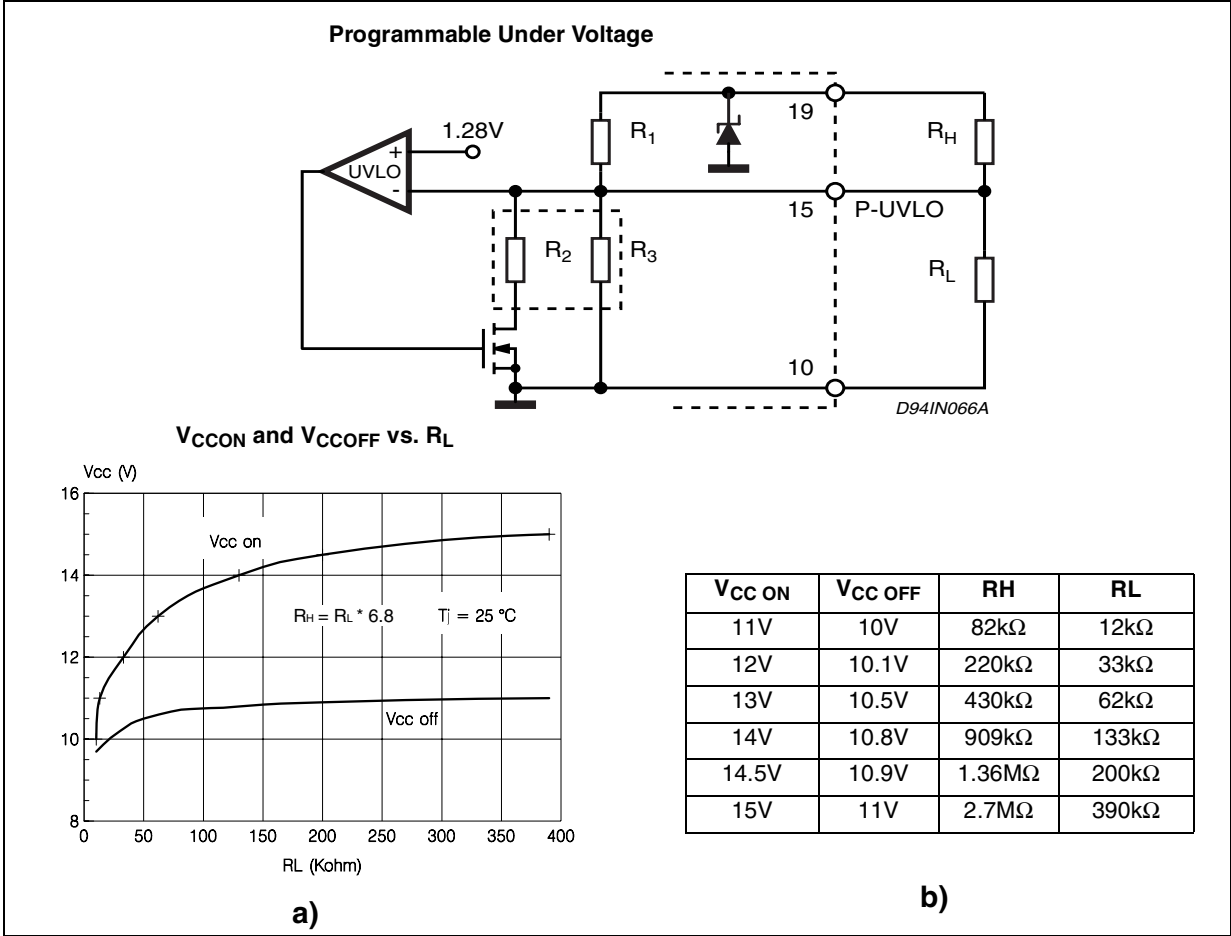 Programmable Under Voltage
19
R1
RH
1.28V
+
UVLO
-
15 P-UVLO
R2
R3
RL
10
D94IN066A
VCCON and VCCOFF vs. RL
Vcc (V)
16
Vcc on
14
RH = RL * 6.8 Tj = 25 °C
12
10
Vcc off
8
0 50 100 150 200 250 300 350 400
RL (Kohm)
a)
VCC ON VCC OFF RH RL
11V 10V 82kΩ 12kΩ
12V 10.1V 220kΩ 33kΩ
13V 10.5V 430kΩ 62kΩ
14V 10.8V 909kΩ 133kΩ
14.5V 10.9V 1.36MΩ 200kΩ
15V 11V 2.7MΩ 390kΩ
b)